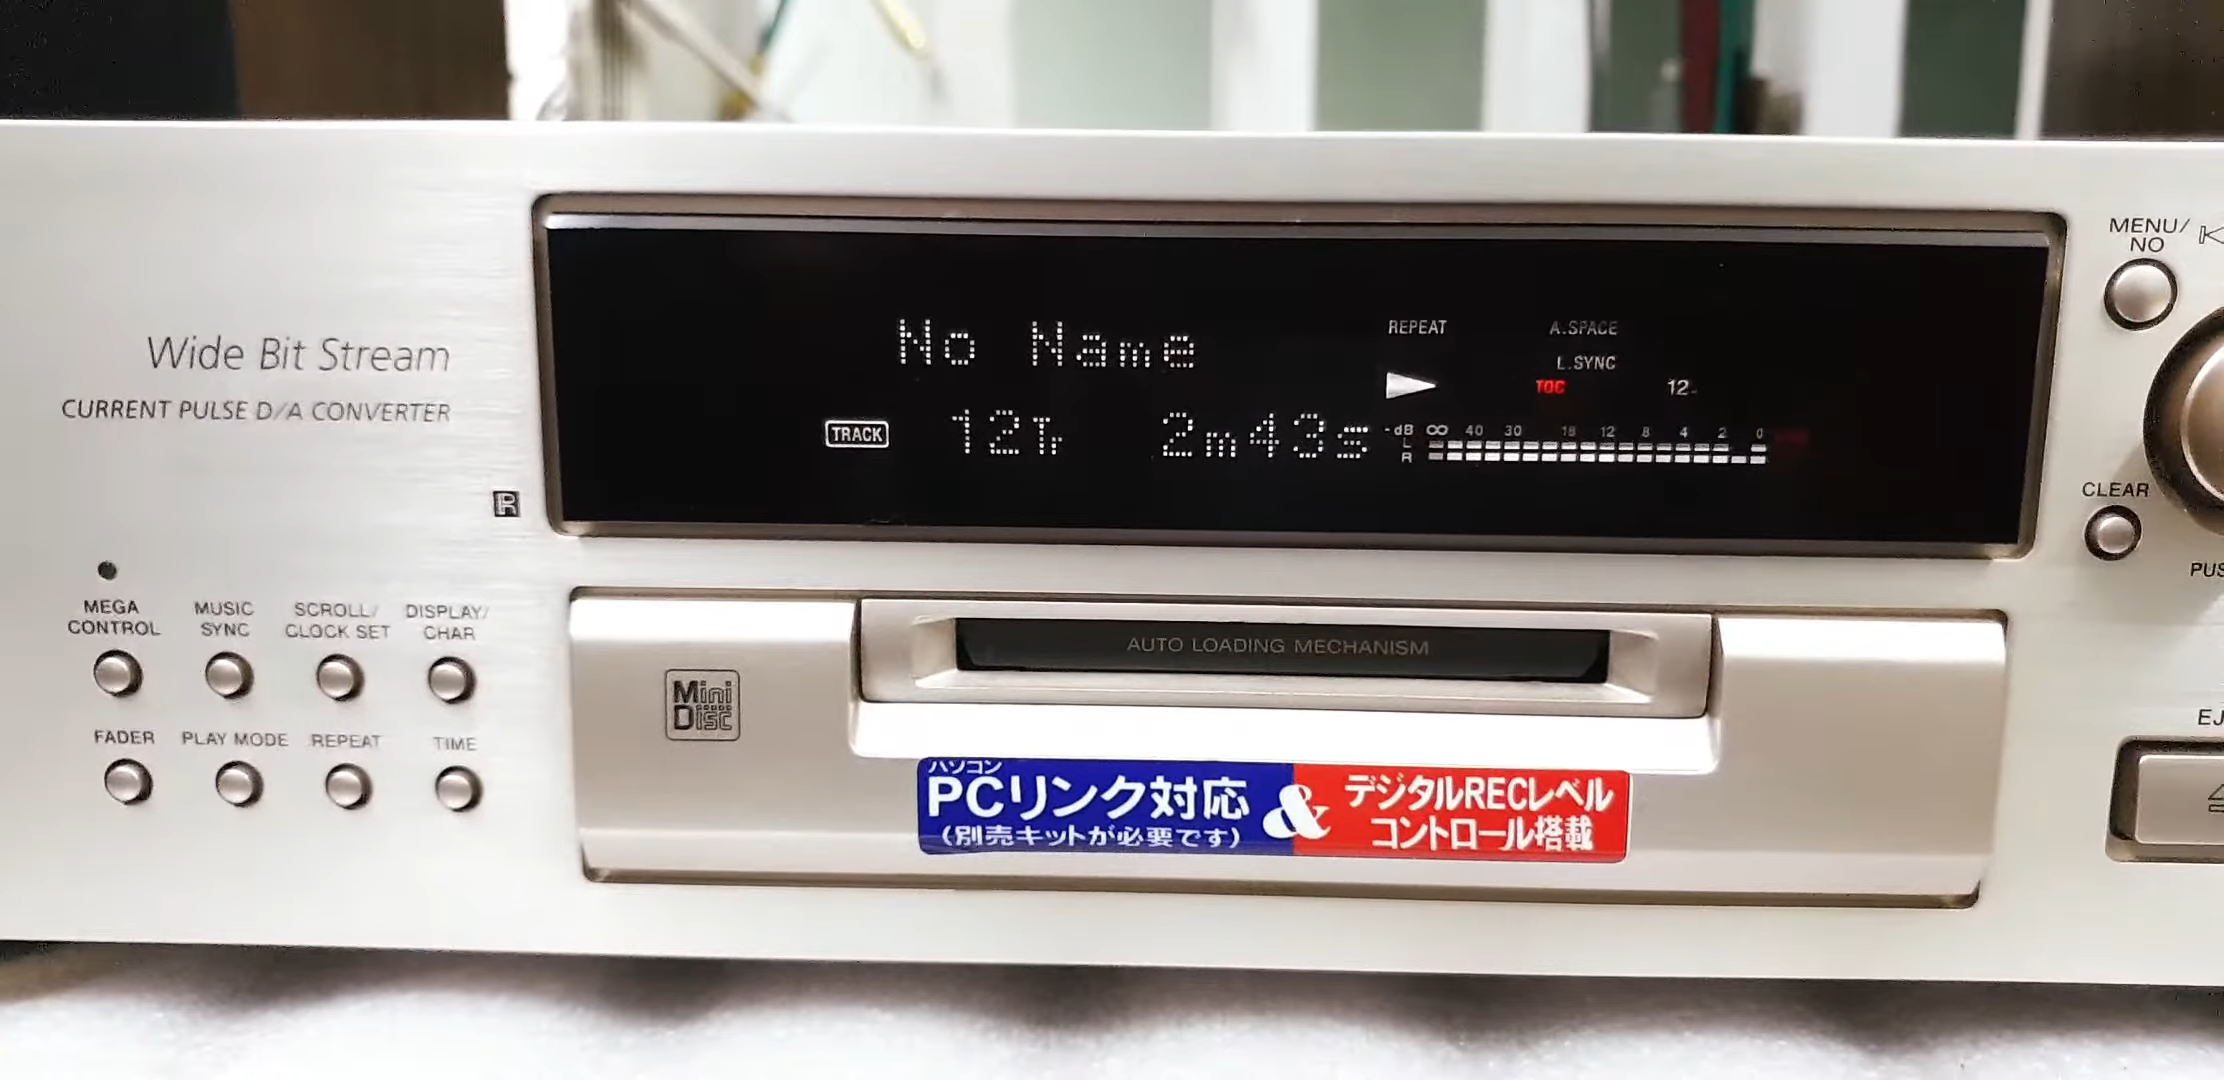 Wide Bit Stream
CURRENT PULSE D/A CONVERTER
R
No Name
TRACK 12Tr 2m43s
REPEAT
A.SPACE
L.SYNC
TOC
12
-dB ∞ 40 30 18 12 8 4 2 0
L
R
MENU/
NO
CLEAR
MEGA
CONTROL
MUSIC
SYNC
SCROLL/
CLOCK SET
DISPLAY/
CHAR
FADER
PLAY MODE
REPEAT
TIME
Mini
Disc
AUTO LOADING MECHANISM
パソコン
PCリンク対応
(別売キットが必要です)
&
デジタルRECレベル
コントロール搭載